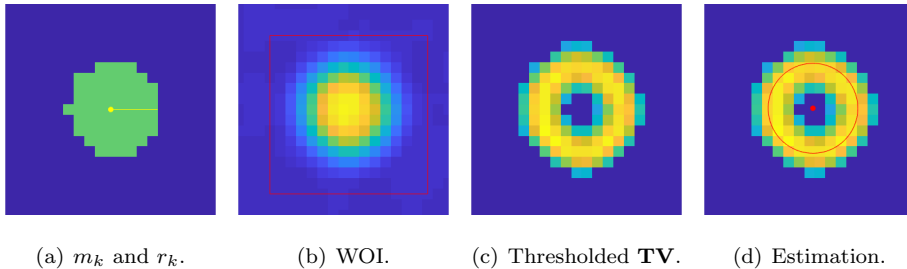 (a) m_k and r_k. (b) WOI. (c) Thresholded TV. (d) Estimation.